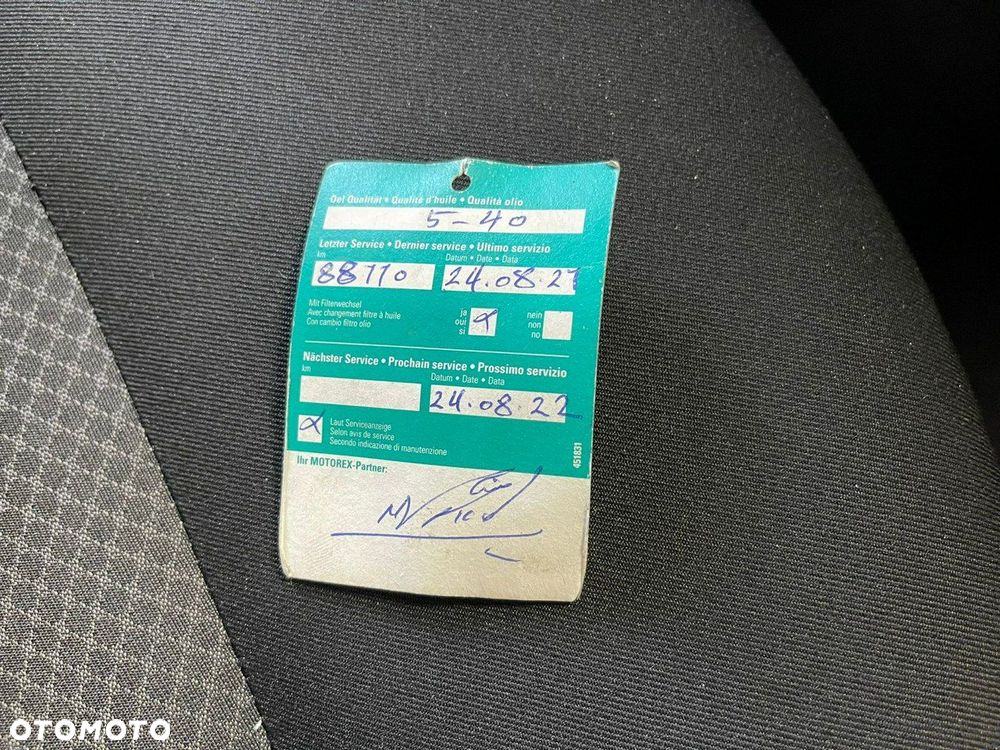 Oel Qualität • Qualité d'huile • Qualità olio
5-40
Letzter Service • Dernier service • Ultimo servizio
km Datum • Date • Data
88110 24.08.21
Mit Filterwechsel
Avec changement filtre à huile
Con cambio filtro olio
ja
oui
si
nein
non
no
Nächster Service • Prochain service • Prossimo servizio
km Datum • Date • Data
24.08.22
Laut Serviceanzeige
Selon avis de service
Secondo indicazione di manutenzione
451831
Ihr MOTOREX-Partner:
OTOMOTO